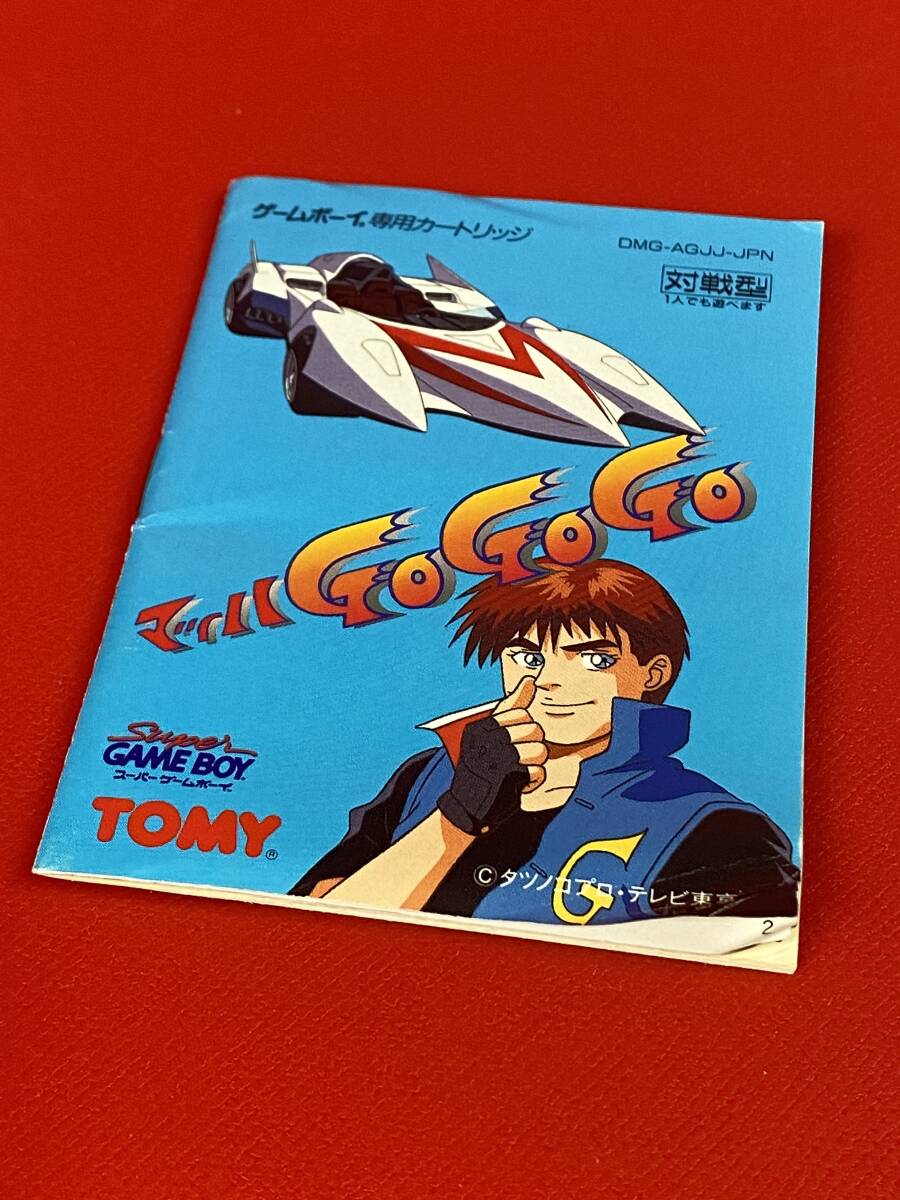 ゲームボーイ®専用カートリッジ
DMG-AGJJ-JPN
対戦型
1人でも遊べます
マッハGoGoGo
Super
GAME BOY
スーパーゲームボーイ
TOMY®
G
©タツノコプロ・テレビ東京
2